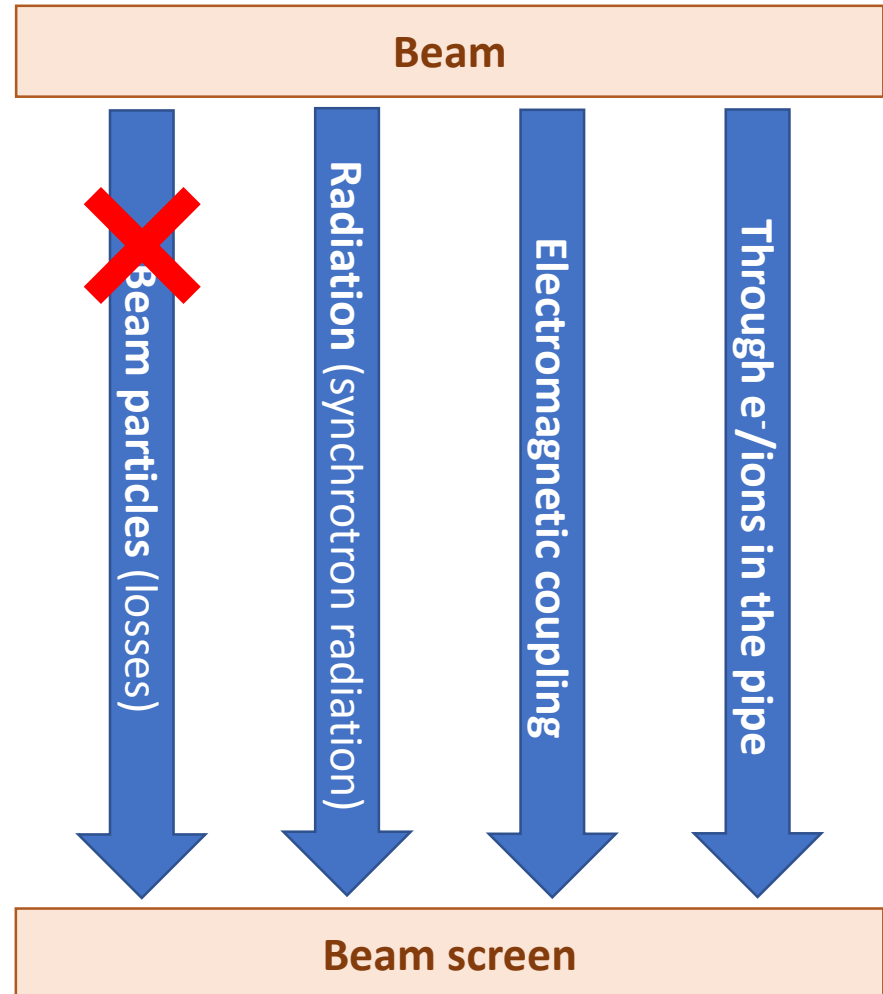 Beam
Beam particles (losses)
Radiation (synchrotron radiation)
Electromagnetic coupling
Through e⁻/ions in the pipe
Beam screen